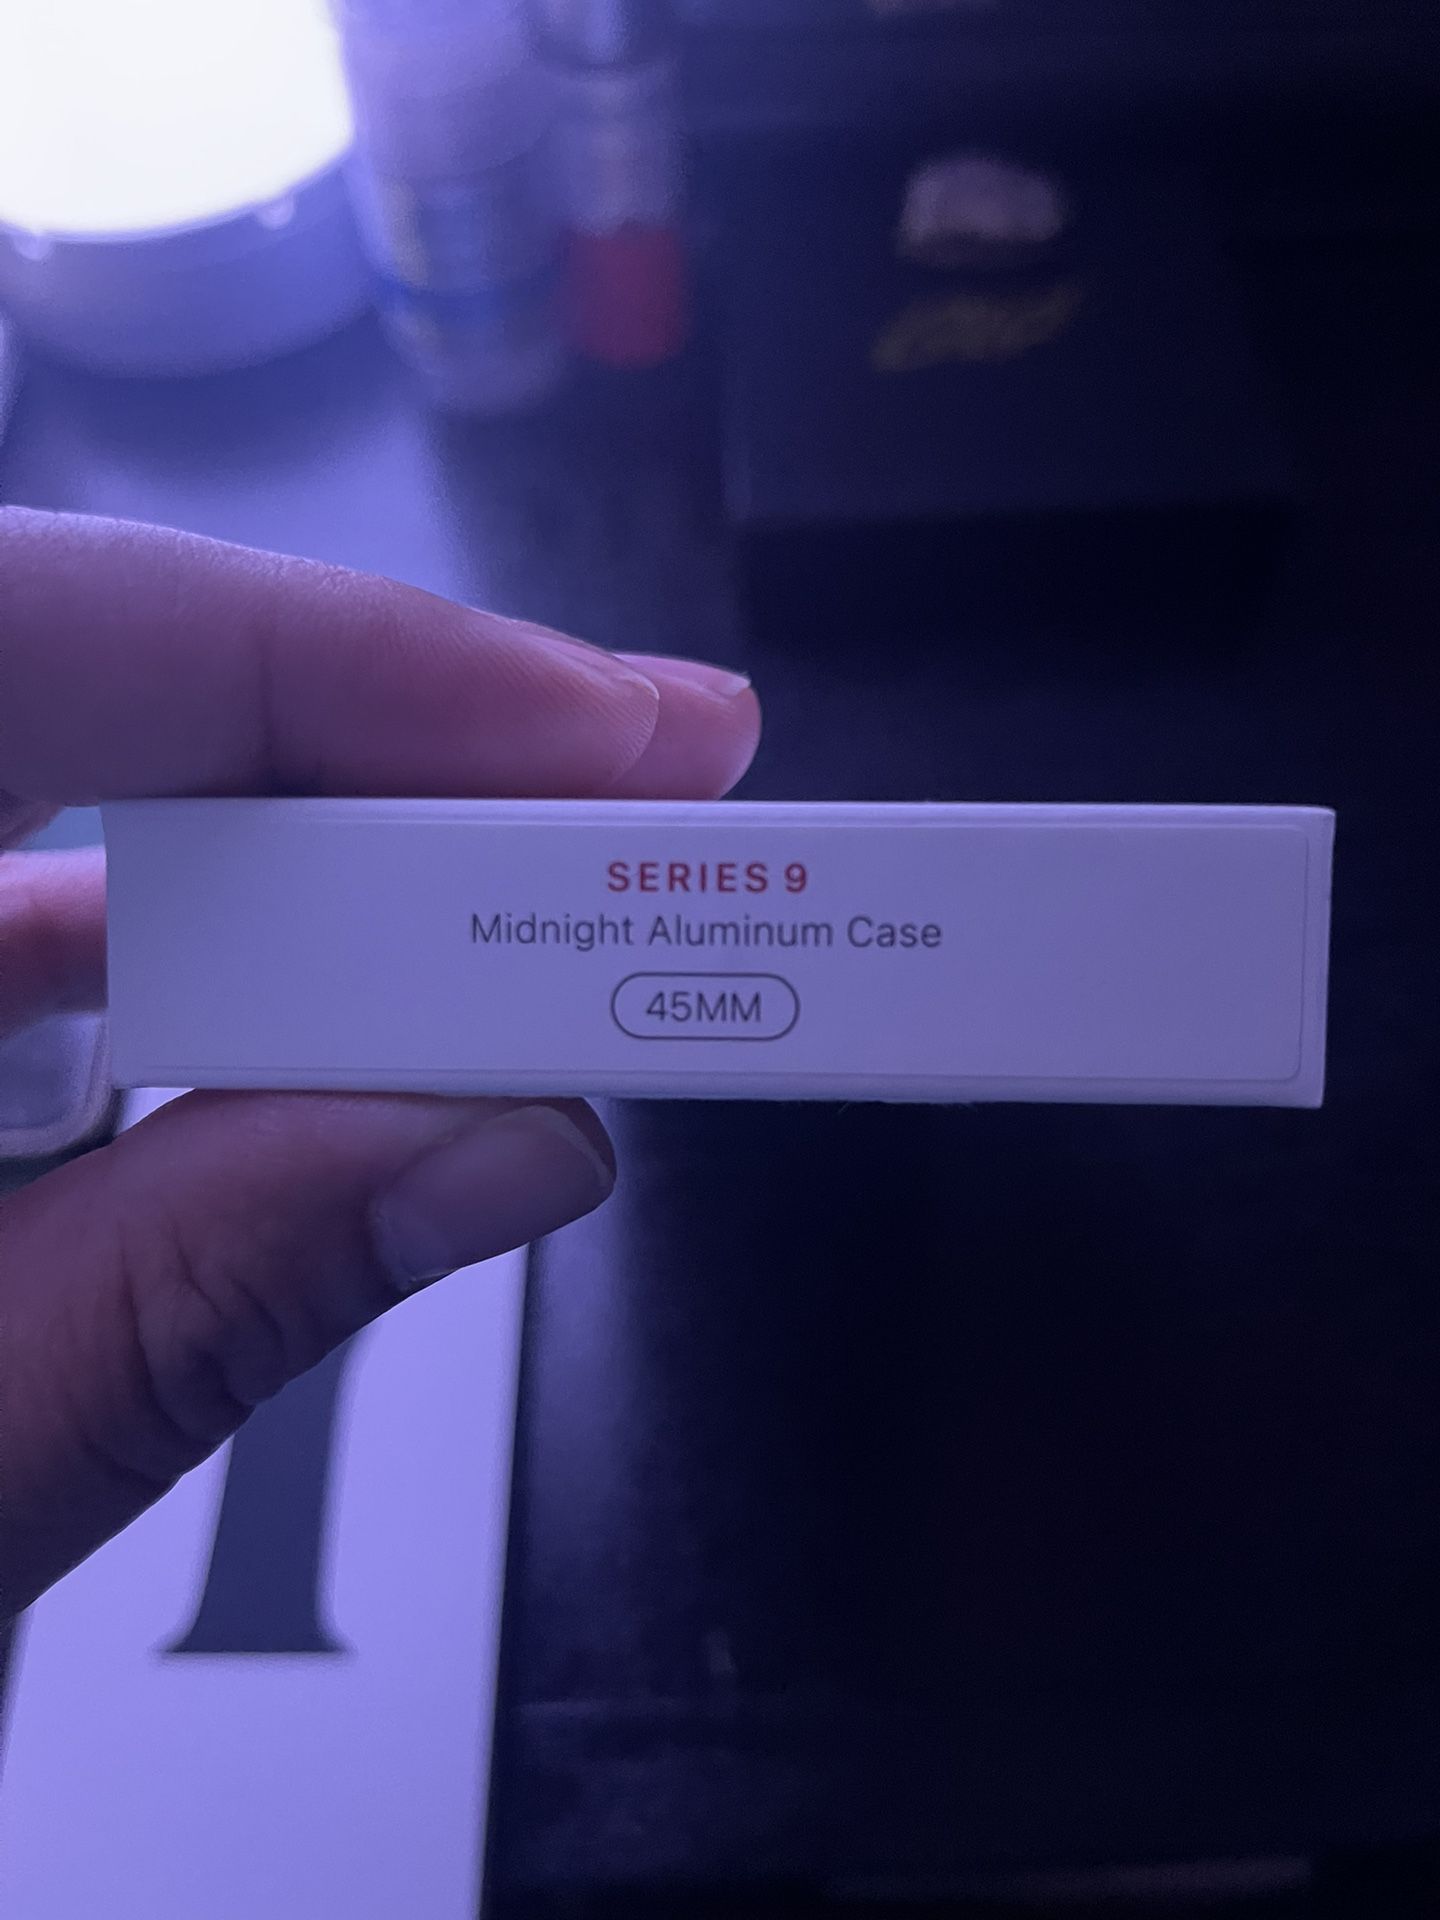 SERIES 9
Midnight Aluminum Case
45MM